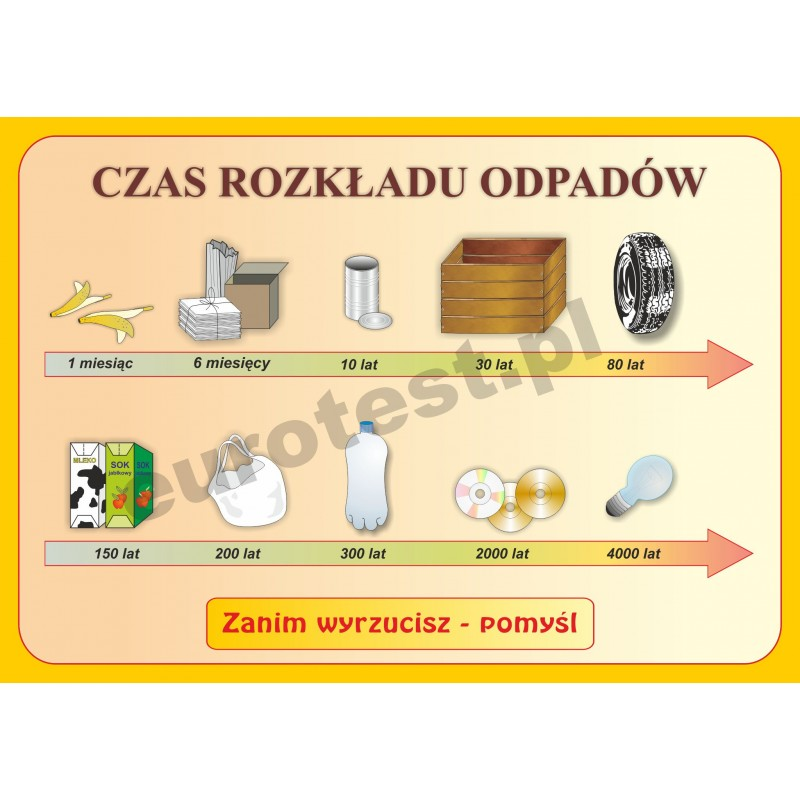 CZAS ROZKŁADU ODPADÓW
1 miesiąc 6 miesięcy 10 lat 30 lat 80 lat
MLEKO
SOK
jabłkowy
SOK
150 lat 200 lat 300 lat 2000 lat 4000 lat
Zanim wyrzucisz - pomyśl
eurotest.pl